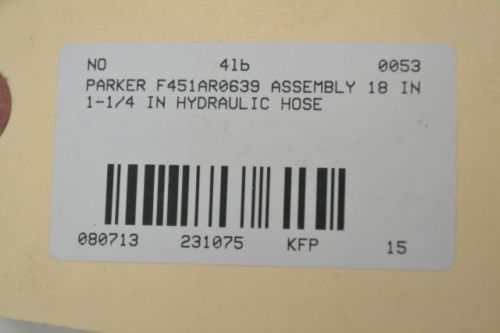 NO 4lb 0053
PARKER F451AR0639 ASSEMBLY 18 IN
1-1/4 IN HYDRAULIC HOSE
080713 231075 KFP 15